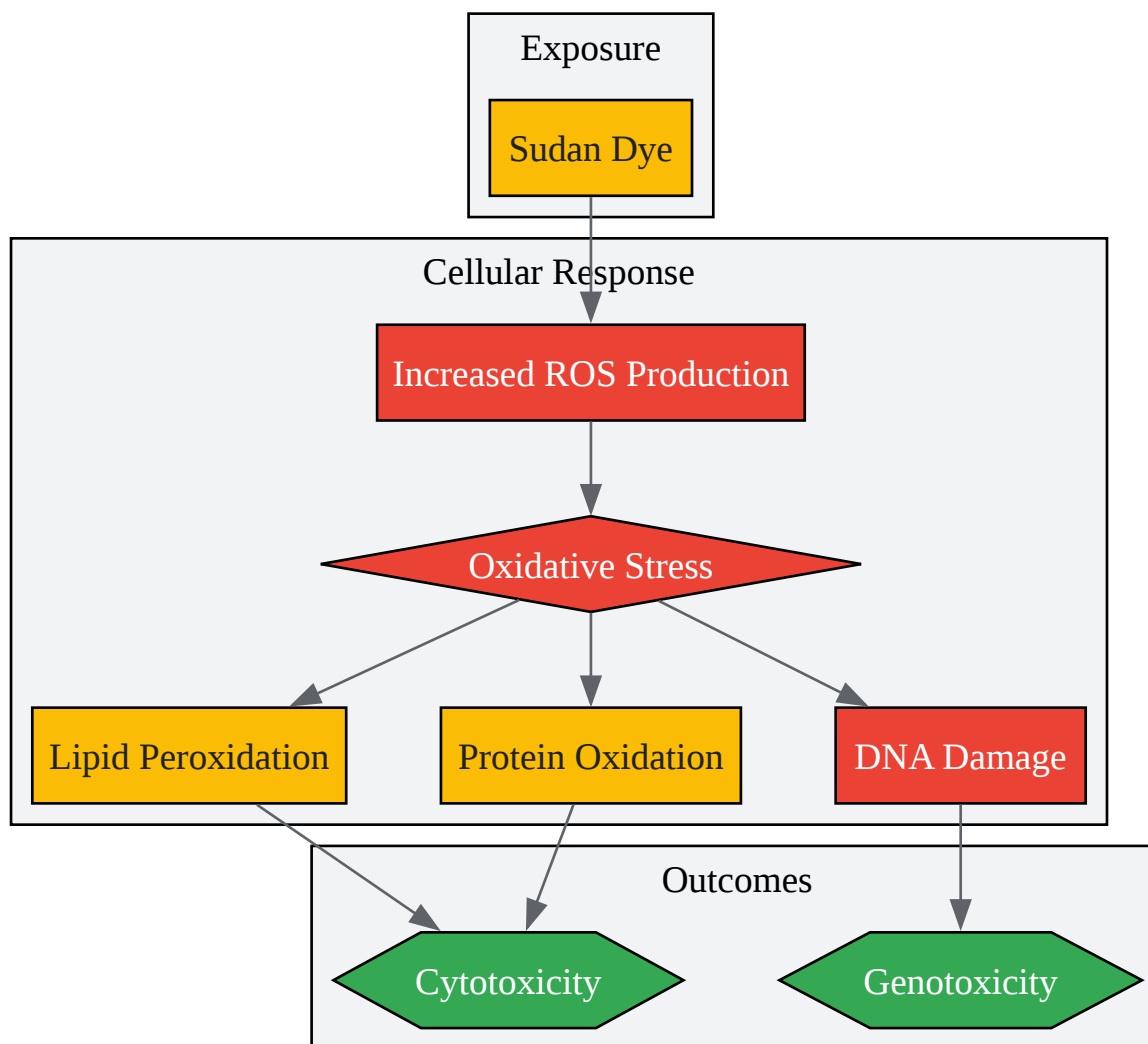 Exposure
Sudan Dye
Cellular Response
Increased ROS Production
Oxidative Stress
Lipid Peroxidation
Protein Oxidation
DNA Damage
Outcomes
Cytotoxicity
Genotoxicity